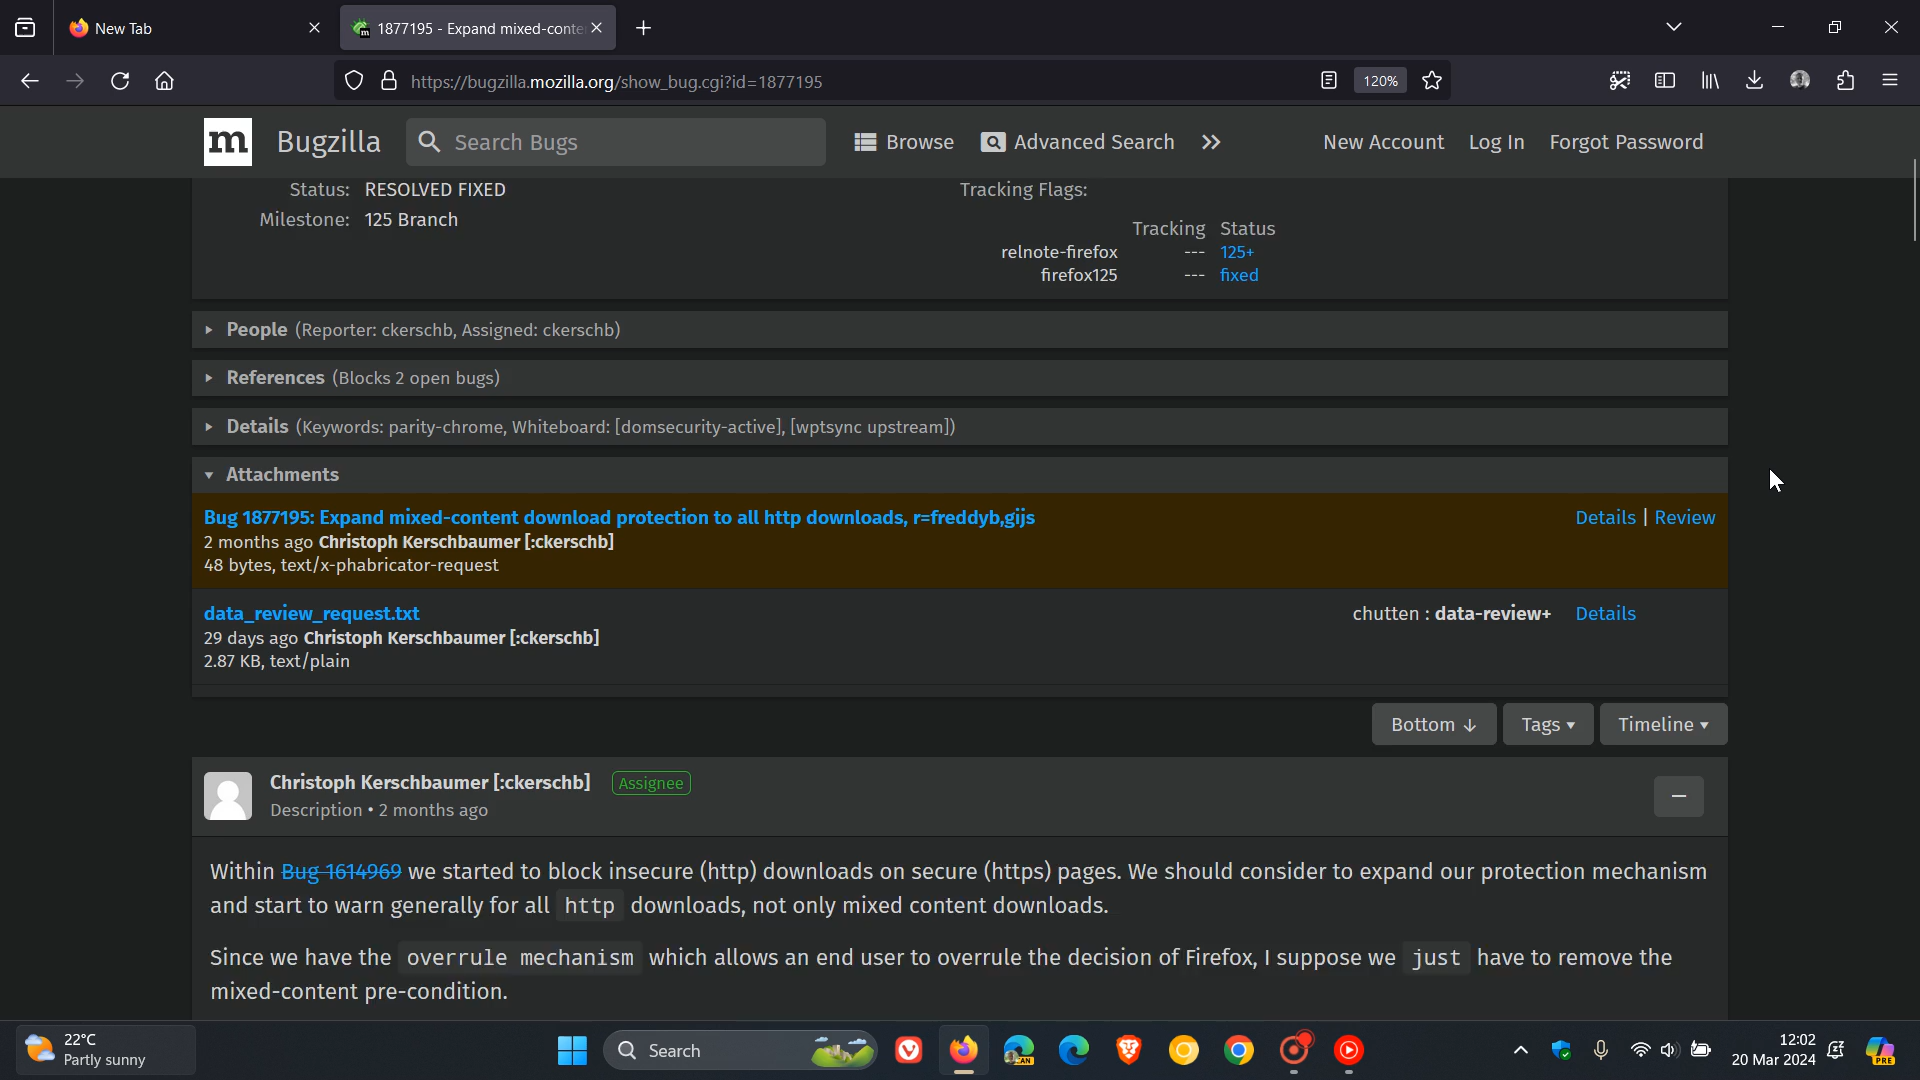 New Tab
1877195 - Expand mixed-conte
https://bugzilla.mozilla.org/show_bug.cgi?id=1877195
120%
m Bugzilla Search Bugs Browse Advanced Search New Account Log In Forgot Password
Status: RESOLVED FIXED
Milestone: 125 Branch
Tracking Flags:
Tracking Status
relnote-firefox --- 125+
firefox125 --- fixed
People (Reporter: ckerschb, Assigned: ckerschb)
References (Blocks 2 open bugs)
Details (Keywords: parity-chrome, Whiteboard: [domsecurity-active], [wptsync upstream])
Attachments
Bug 1877195: Expand mixed-content download protection to all http downloads, r=freddyb,gijs Details | Review
2 months ago Christoph Kerschbaumer [:ckerschb]
48 bytes, text/x-phabricator-request
data_review_request.txt chutten : data-review+ Details
29 days ago Christoph Kerschbaumer [:ckerschb]
2.87 KB, text/plain
Bottom ↓ Tags ▾ Timeline ▾
Christoph Kerschbaumer [:ckerschb] Assignee
Description • 2 months ago
Within Bug 1614969 we started to block insecure (http) downloads on secure (https) pages. We should consider to expand our protection mechanism
and start to warn generally for all http downloads, not only mixed content downloads.
Since we have the overrule mechanism which allows an end user to overrule the decision of Firefox, I suppose we just have to remove the
mixed-content pre-condition.
22°C
Partly sunny
Search
CAN
12:02
20 Mar 2024
PRE